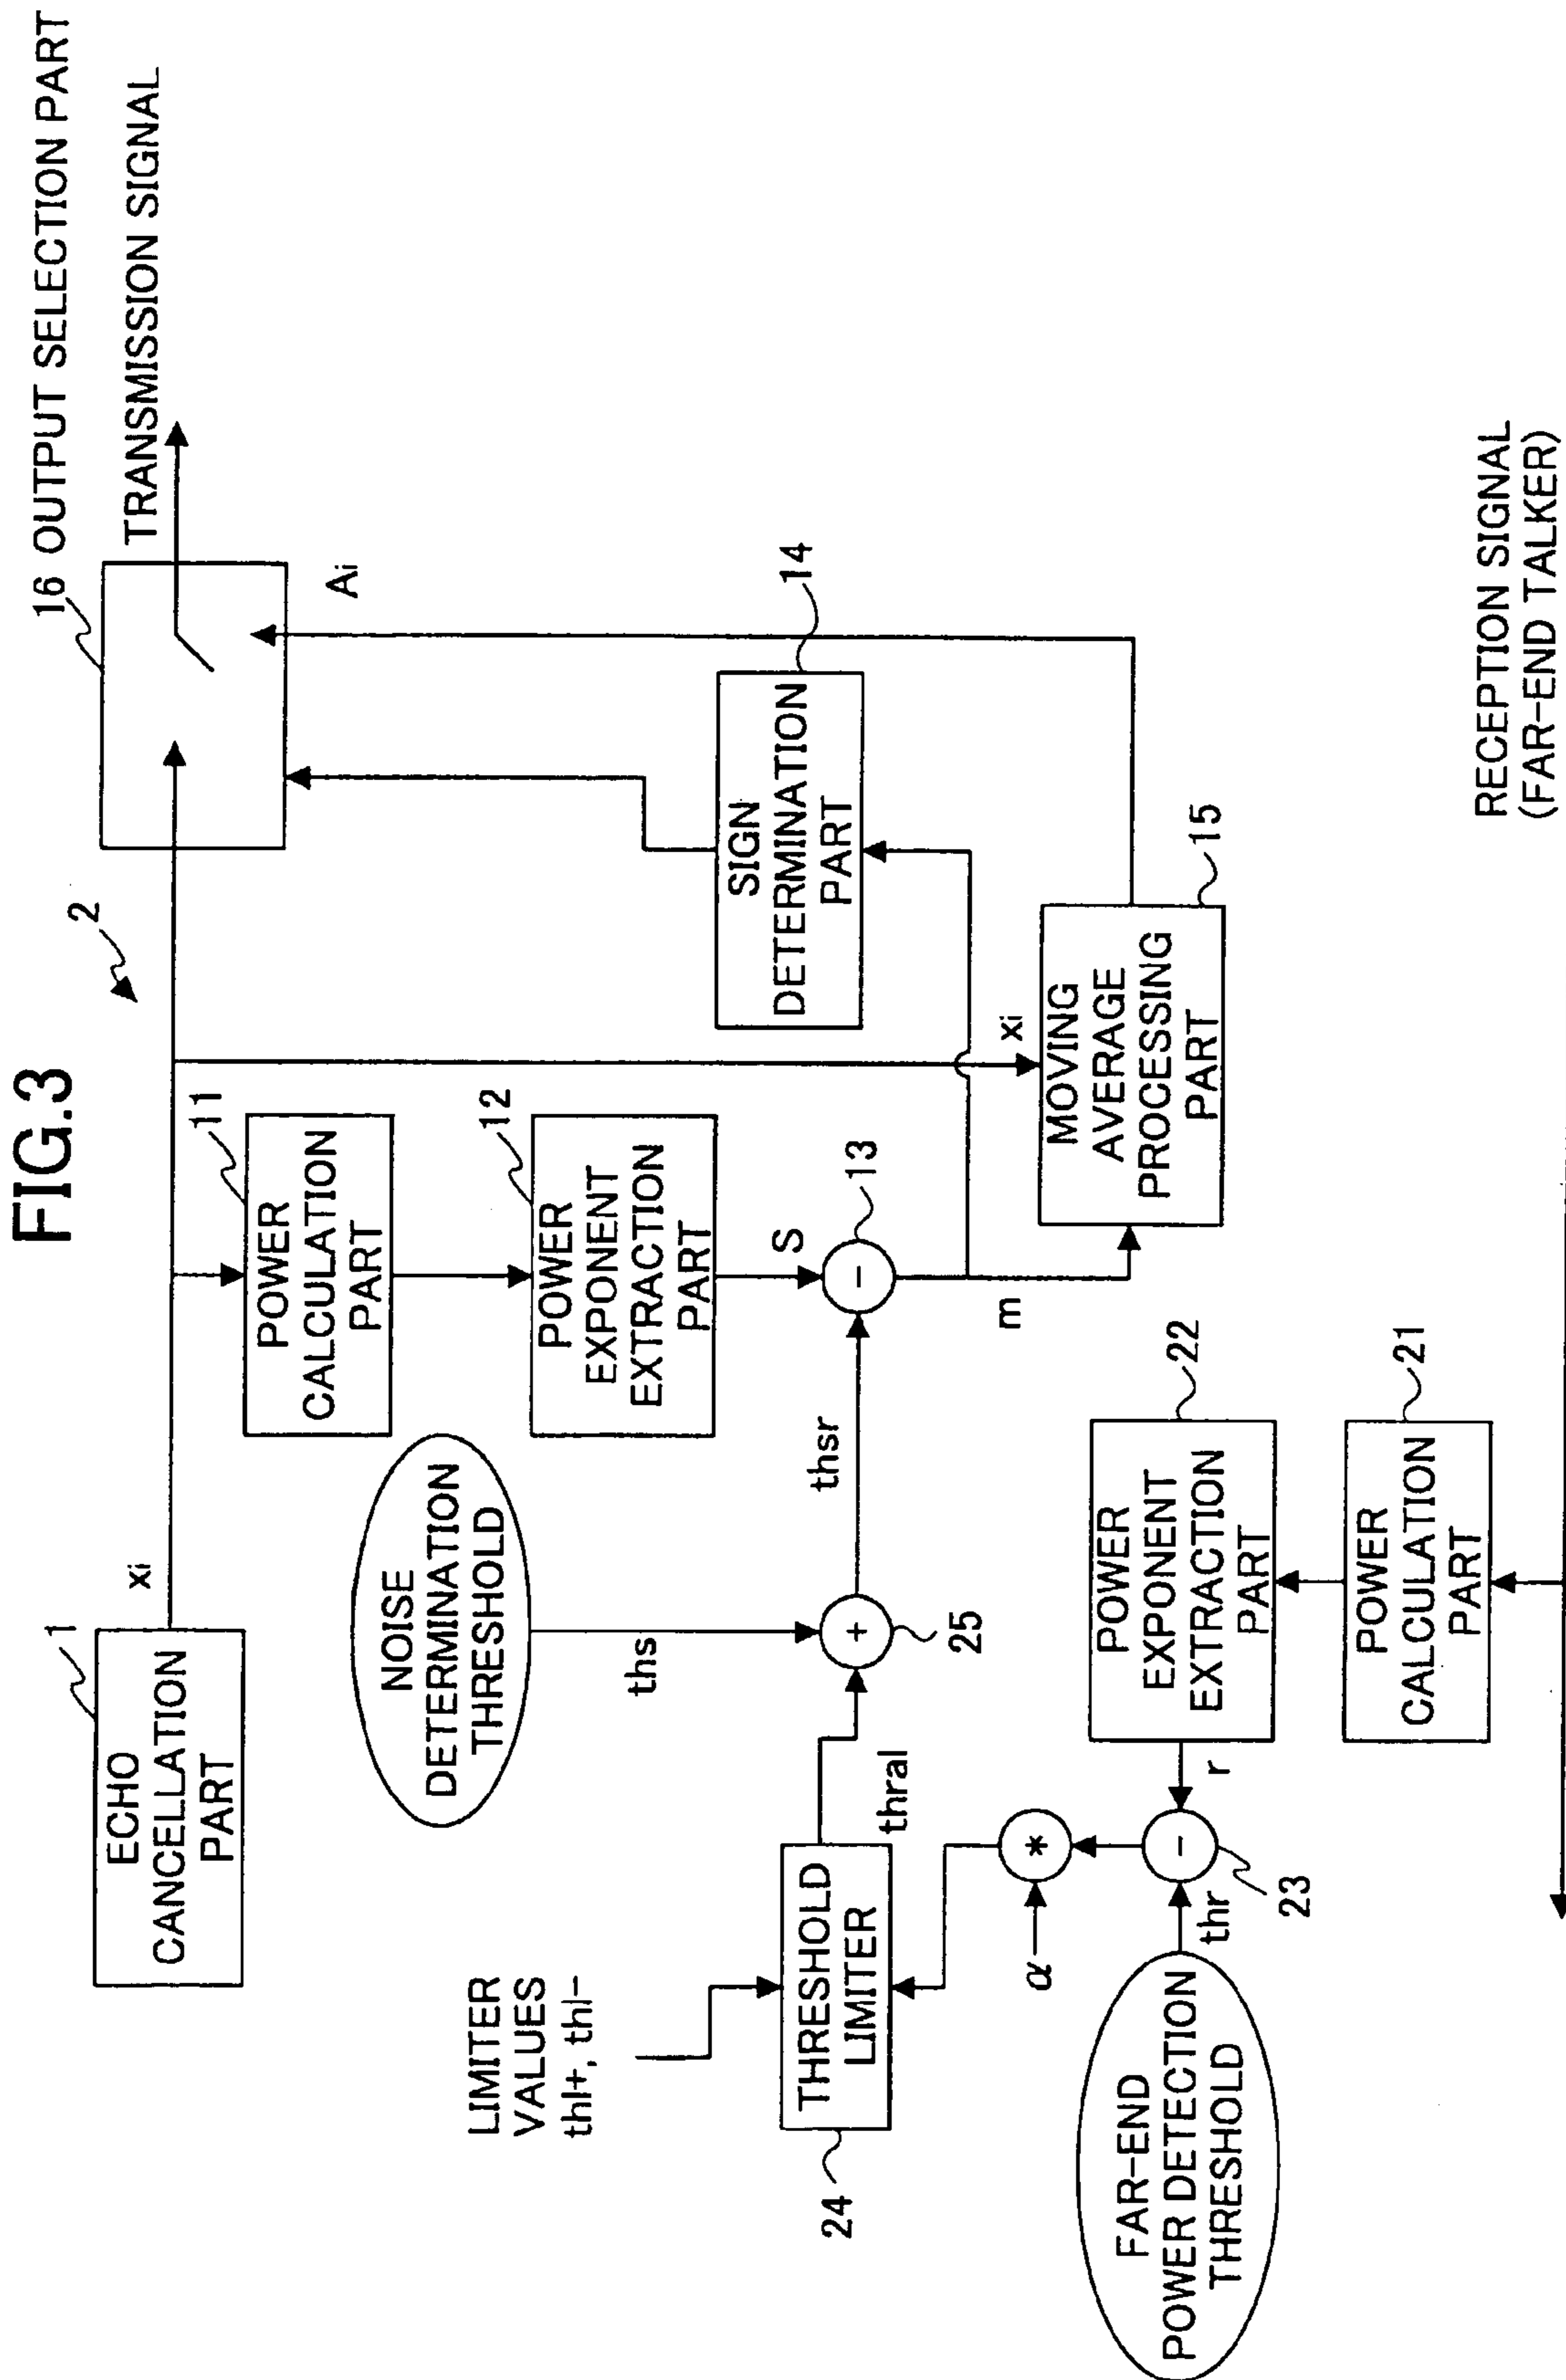 FIG.3
1
ECHO
CANCELLATION
PART
xi
2
16 OUTPUT SELECTION PART
TRANSMISSION SIGNAL
Ai
11
POWER
CALCULATION
PART
12
POWER
EXPONENT
EXTRACTION
PART
S
13
m
NOISE
DETERMINATION
THRESHOLD
ths
thsr
+
-
25
14
SIGN
DETERMINATION
PART
xi
MOVING
AVERAGE
PROCESSING
PART
15
LIMITER
VALUES
thl+, thl-
THRESHOLD
LIMITER
24
thral
α
*
-
23
thr
r
FAR-END
POWER DETECTION
THRESHOLD
POWER
EXPONENT
EXTRACTION
PART
22
POWER
CALCULATION
PART
21
RECEPTION SIGNAL
(FAR-END TALKER)